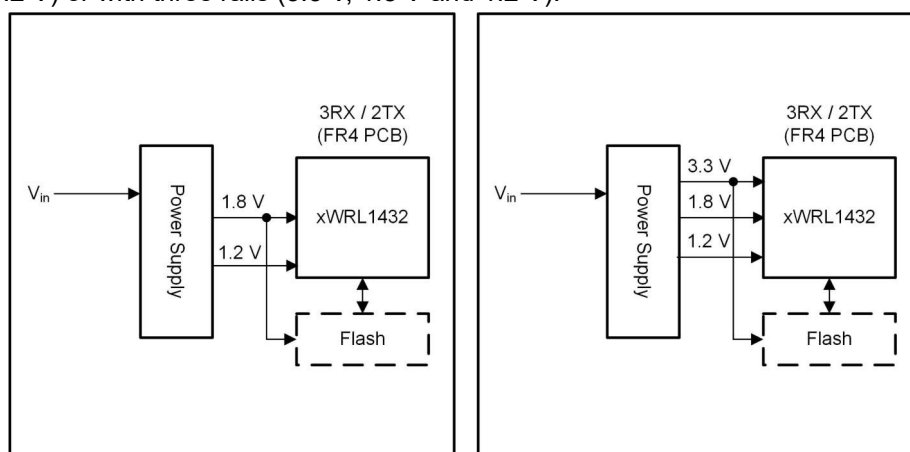 .2 V) or with three rails (3.3 V, 1.8 V and 1.2 V).
3RX / 2TX
(FR4 PCB)
Vin
Power Supply
1.8 V
1.2 V
xWRL1432
Flash
3RX / 2TX
(FR4 PCB)
Vin
Power Supply
3.3 V
1.8 V
1.2 V
xWRL1432
Flash